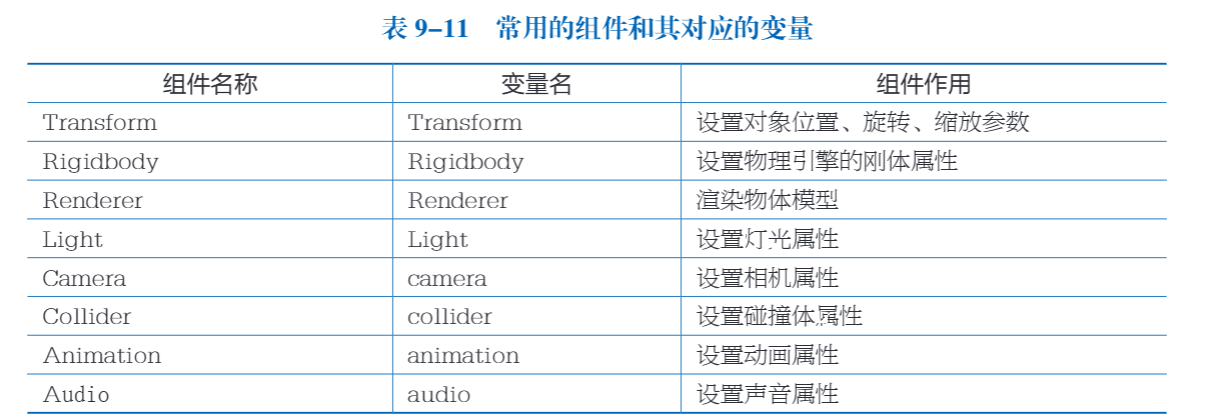 表 9-11 常用的组件和其对应的变量
组件名称 变量名 组件作用
Transform Transform 设置对象位置、旋转、缩放参数
Rigidbody Rigidbody 设置物理引擎的刚体属性
Renderer Renderer 渲染物体模型
Light Light 设置灯光属性
Camera camera 设置相机属性
Collider collider 设置碰撞体属性
Animation animation 设置动画属性
Audio audio 设置声音属性